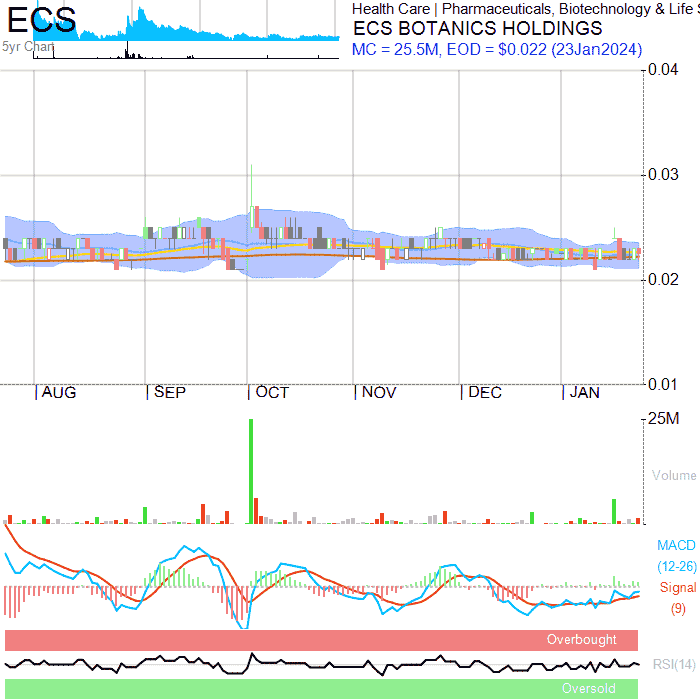 ECS
5yr Chart
Health Care | Pharmaceuticals, Biotechnology & Life S
ECS BOTANICS HOLDINGS
MC = 25.5M, EOD = $0.022 (23Jan2024)
0.04
0.03
0.02
0.01
|AUG |SEP |OCT |NOV |DEC |JAN
25M
Volume
MACD
(12-26)
Signal
(9)
Overbought
RSI(14)
Oversold